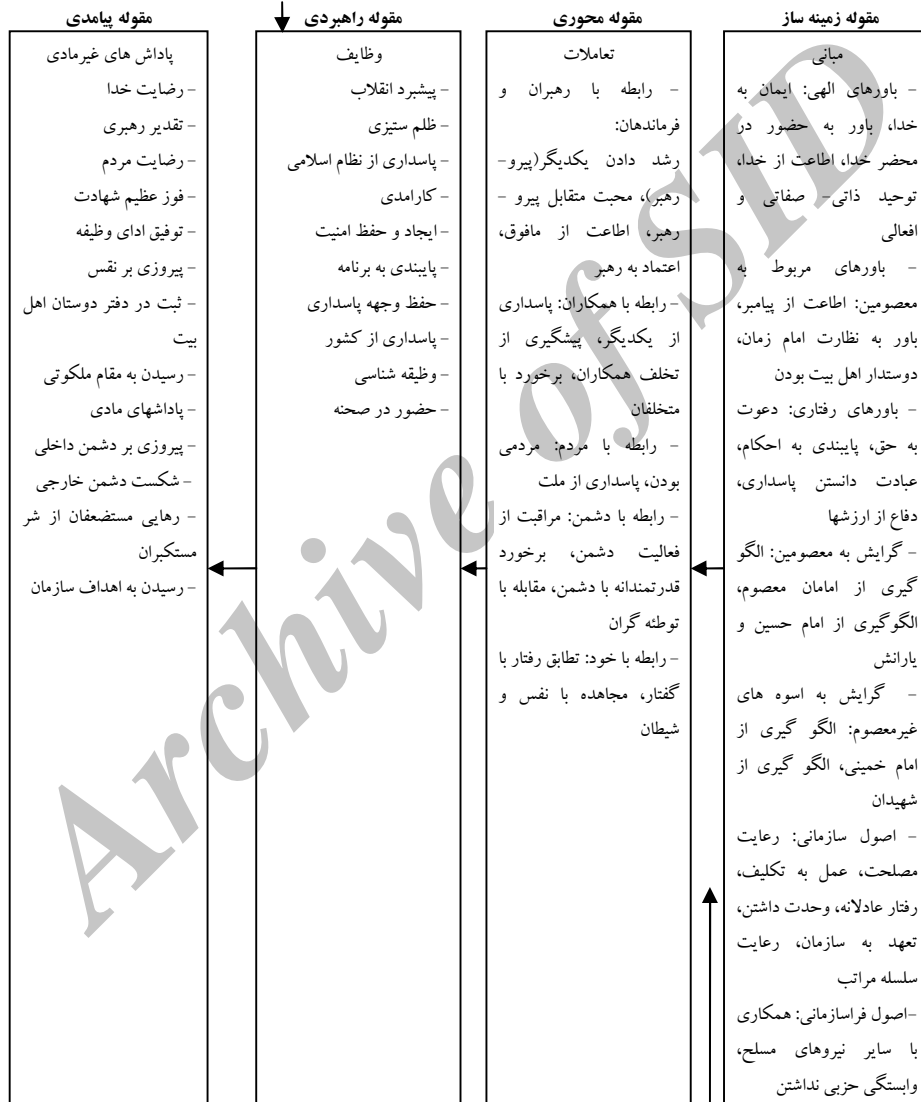 مقوله زمینه ساز
مبانی
- باورهای الهی: ایمان به
خدا، باور به حضور در
محضر خدا، اطاعت از خدا،
توحید ذاتی- صفاتی و
افعالی
- باورهای مربوط به
معصومین: اطاعت از پیامبر،
باور به نظارت امام زمان،
دوستدار اهل بیت بودن
- باورهای رفتاری: دعوت
به حق، پایبندی به احکام،
عبادت دانستن پاسداری،
دفاع از ارزشها
- گرایش به معصومین: الگو
گیری از امامان معصوم،
الگوگیری از امام حسین و
یارانش
- گرایش به اسوه های
غیرمعصوم: الگو گیری از
امام خمینی، الگو گیری از
شهیدان
- اصول سازمانی: رعایت
مصلحت، عمل به تکلیف،
رفتار عادلانه، وحدت داشتن،
تعهد به سازمان، رعایت
سلسله مراتب
-اصول فراسازمانی: همکاری
با سایر نیروهای مسلح،
وابستگی حزبی نداشتن
مقوله محوری
تعاملات
- رابطه با رهبران و
فرماندهان:
رشد دادن یکدیگر(پیرو-
رهبر)، محبت متقابل پیرو -
رهبر، اطاعت از مافوق،
اعتماد به رهبر
- رابطه با همکاران: پاسداری
از یکدیگر، پیشگیری از
تخلف همکاران، برخورد با
متخلفان
- رابطه با مردم: مردمی
بودن، پاسداری از ملت
- رابطه با دشمن: مراقبت از
فعالیت دشمن، برخورد
قدرتمندانه با دشمن، مقابله با
توطئه گران
- رابطه با خود: تطابق رفتار با
گفتار، مجاهده با نفس و
شیطان
مقوله راهبردی
وظایف
- پیشبرد انقلاب
- ظلم ستیزی
- پاسداری از نظام اسلامی
- کارامدی
- ایجاد و حفظ امنیت
- پایبندی به برنامه
- حفظ وجهه پاسداری
- پاسداری از کشور
- وظیفه شناسی
- حضور در صحنه
مقوله پیامدی
پاداش های غیرمادی
- رضایت خدا
- تقدیر رهبری
- رضایت مردم
- فوز عظیم شهادت
- توفیق ادای وظیفه
- پیروزی بر نفس
- ثبت در دفتر دوستان اهل
بیت
- رسیدن به مقام ملکوتی
- پاداشهای مادی
- پیروزی بر دشمن داخلی
- شکست دشمن خارجی
- رهایی مستضعفان از شر
مستکبران
- رسیدن به اهداف سازمان
Archive of SID